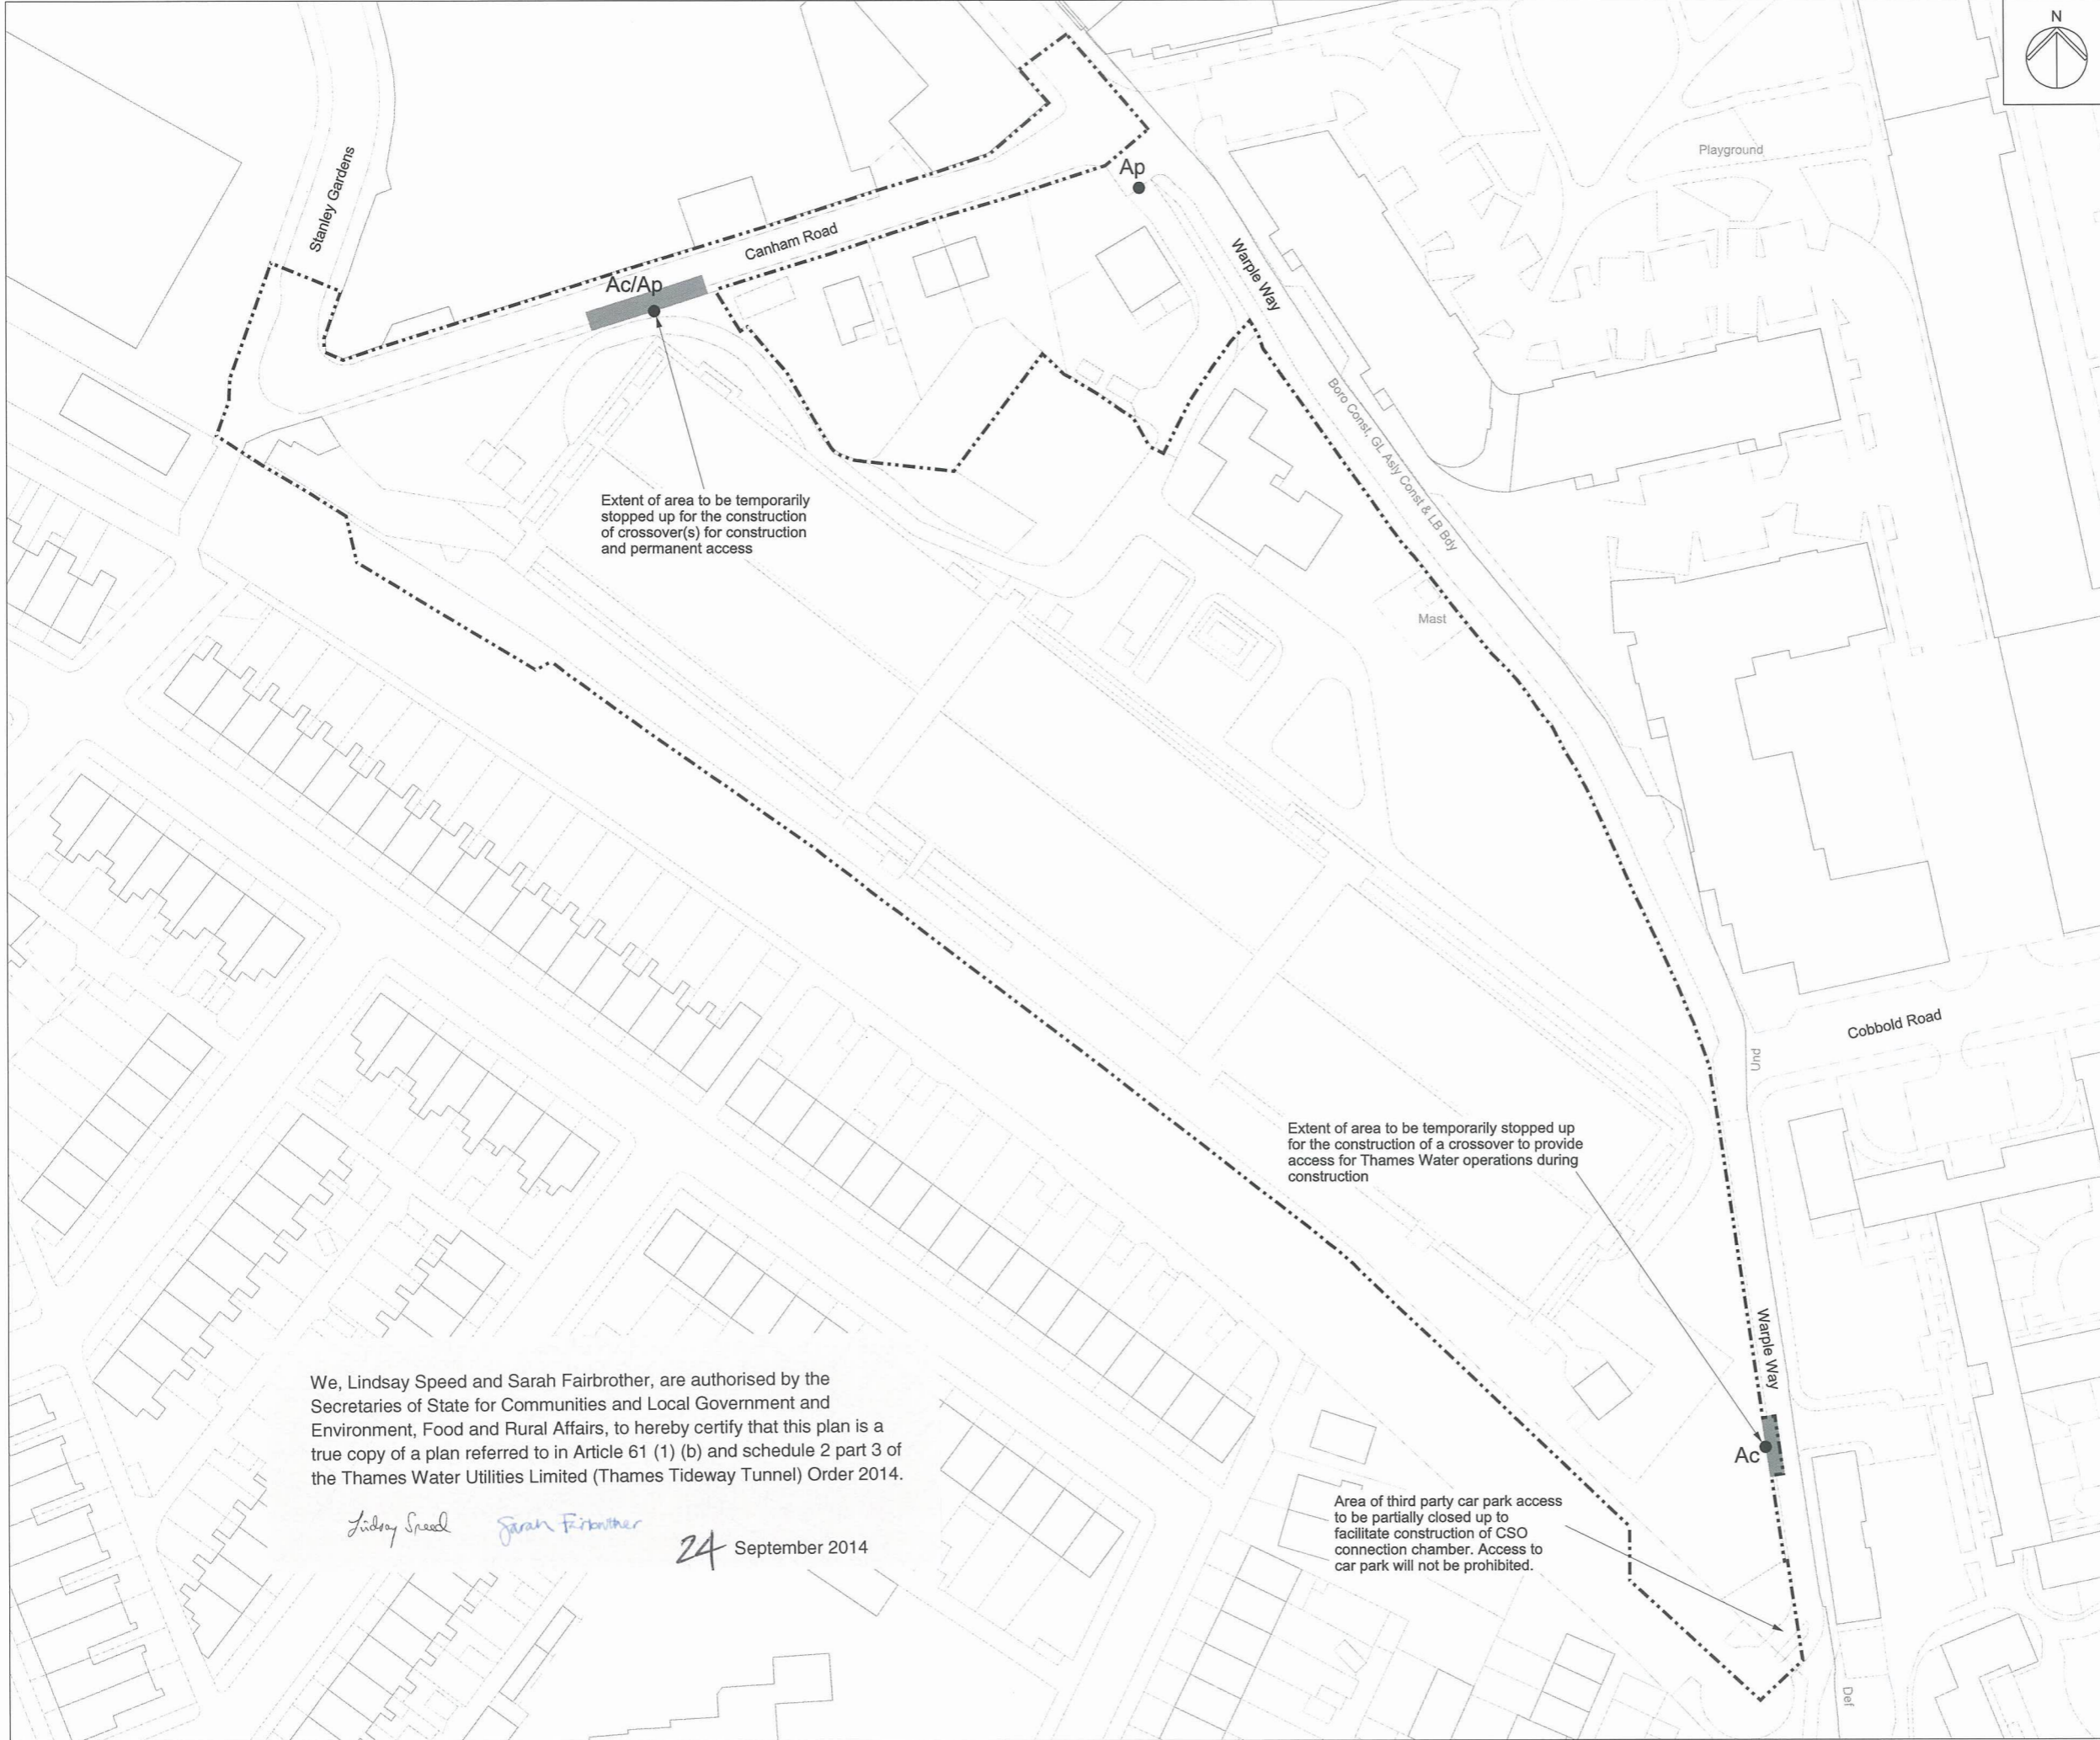 N
Playground
Stanley Gardens
Ap
Canham Road
Warple Way
Ac/Ap
Boro Const, GL Asly Const & LB Bdy
Extent of area to be temporarily
stopped up for the construction
of crossover(s) for construction
and permanent access
Mast
Cobbold Road
Und
Extent of area to be temporarily stopped up
for the construction of a crossover to provide
access for Thames Water operations during
construction
Warple Way
We, Lindsay Speed and Sarah Fairbrother, are authorised by the
Secretaries of State for Communities and Local Government and
Environment, Food and Rural Affairs, to hereby certify that this plan is a
true copy of a plan referred to in Article 61 (1) (b) and schedule 2 part 3 of
the Thames Water Utilities Limited (Thames Tideway Tunnel) Order 2014.
Lindsay Speed Sarah Fairbrother
24 September 2014
Ac
Area of third party car park access
to be partially closed up to
facilitate construction of CSO
connection chamber. Access to
car park will not be prohibited.
Def